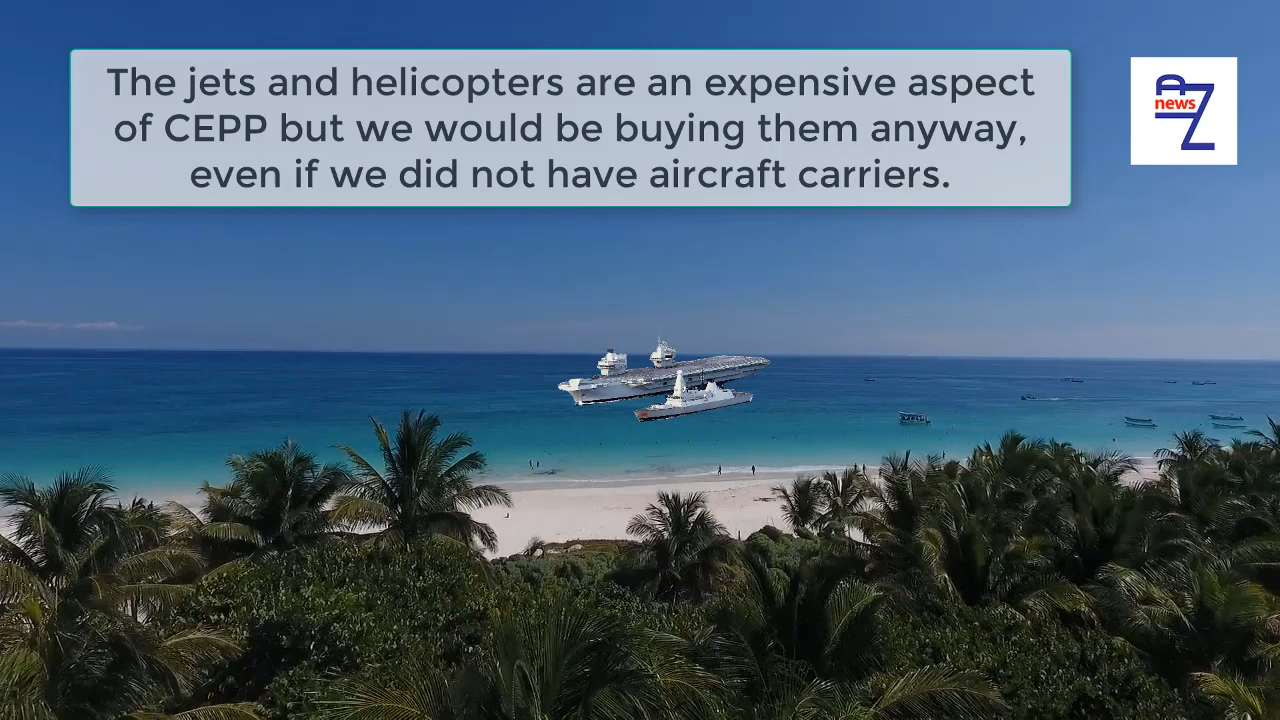 The jets and helicopters are an expensive aspect
of CEPP but we would be buying them anyway,
even if we did not have aircraft carriers.
A
news
Z